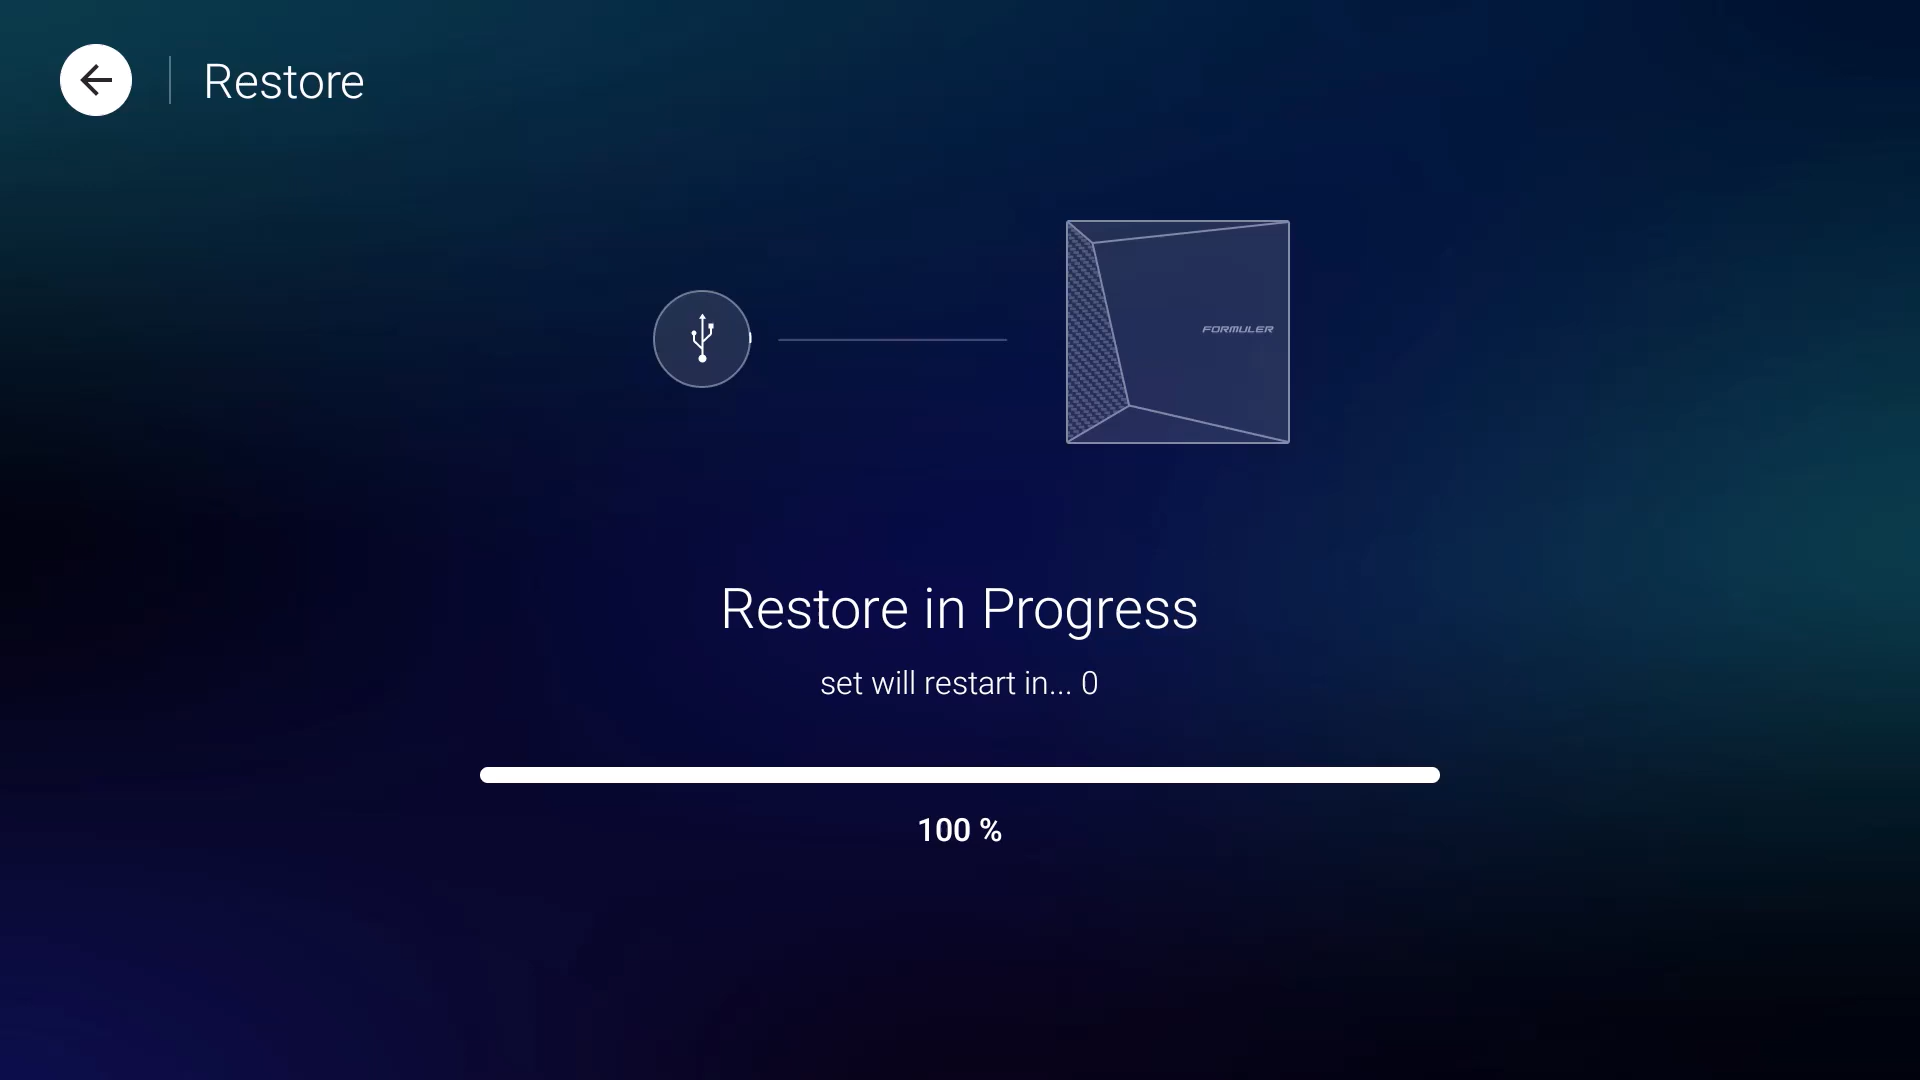 Restore
FORMULER
Restore in Progress
set will restart in... 0
100 %